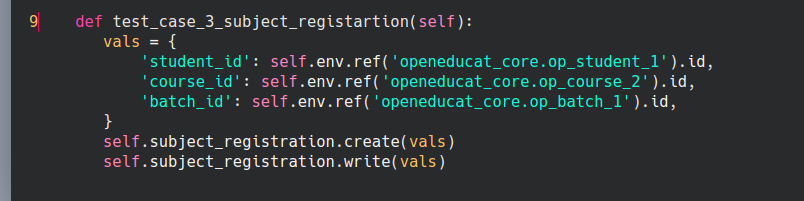 9    def test_case_3_subject_registartion(self):
        vals = {
            'student_id': self.env.ref('openeducat_core.op_student_1').id,
            'course_id': self.env.ref('openeducat_core.op_course_2').id,
            'batch_id': self.env.ref('openeducat_core.op_batch_1').id,
        }
        self.subject_registration.create(vals)
        self.subject_registration.write(vals)